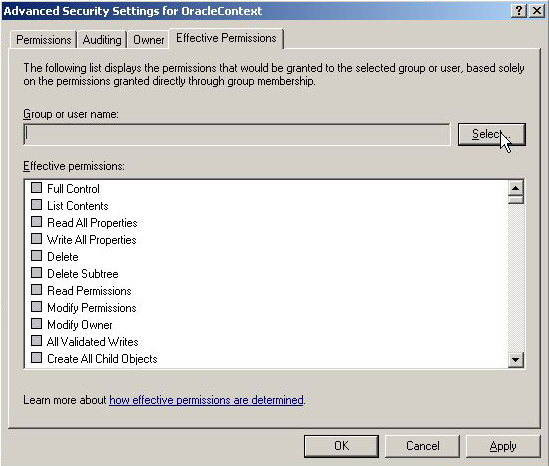 Advanced Security Settings for OracleContext
Permissions Auditing Owner Effective Permissions
The following list displays the permissions that would be granted to the selected group or user, based solely
on the permissions granted directly through group membership.
Group or user name:
Select...
Effective permissions:
Full Control
List Contents
Read All Properties
Write All Properties
Delete
Delete Subtree
Read Permissions
Modify Permissions
Modify Owner
All Validated Writes
Create All Child Objects
Learn more about how effective permissions are determined.
OK Cancel Apply